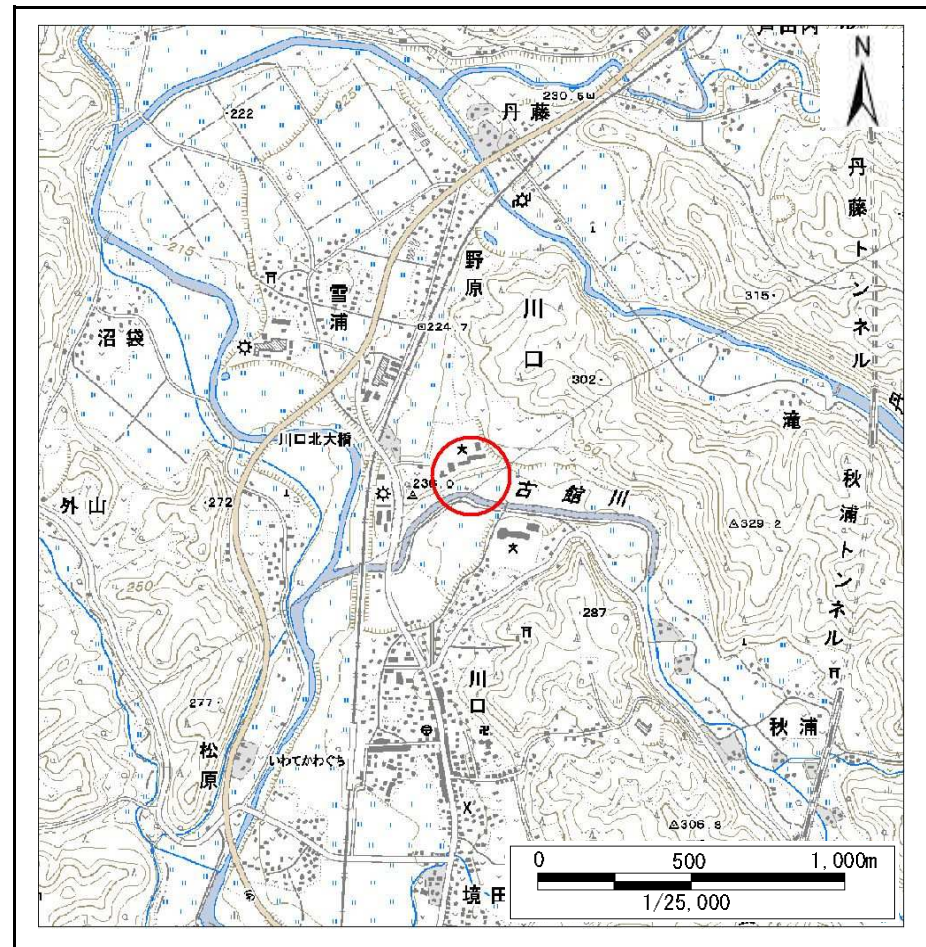 N
230.5
丹藤
222
丹藤トンネル
215
野原
雪浦
川口
315
沼袋
224.7
302
滝
川口北大橋
250
236.0
古館川
外山
272
329.2
秋浦トンネル
250
287
川口
277
秋浦
松原
いわてかわぐち
306.8
境田
0 500 1,000m
1/25,000